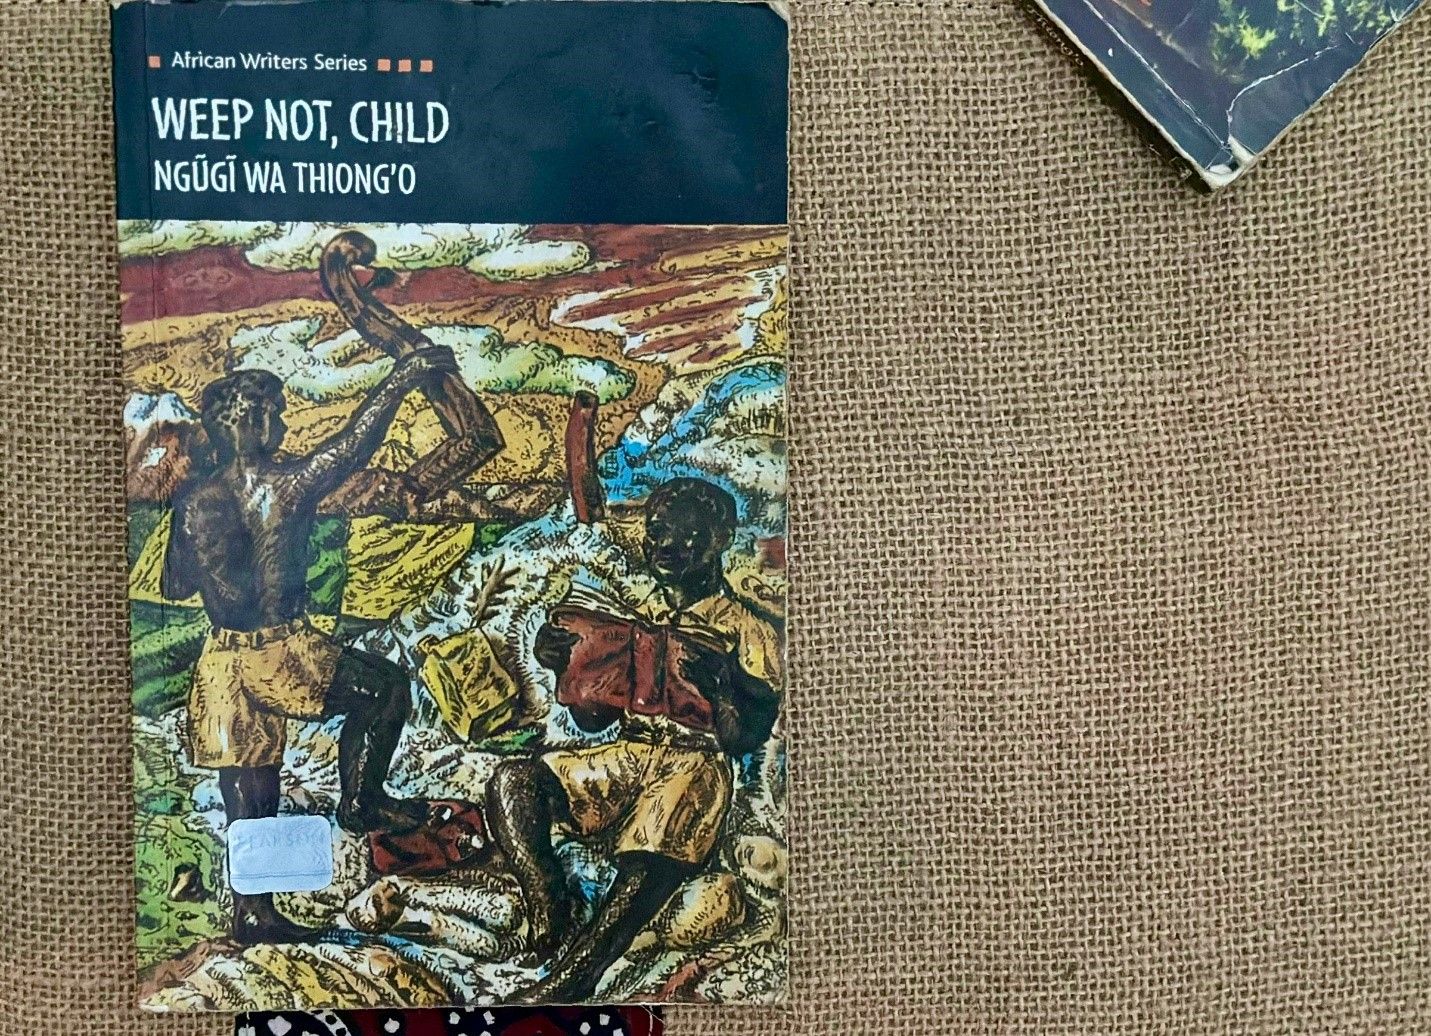 African Writers Series
WEEP NOT, CHILD
NGŨGĨ WA THIONG'O